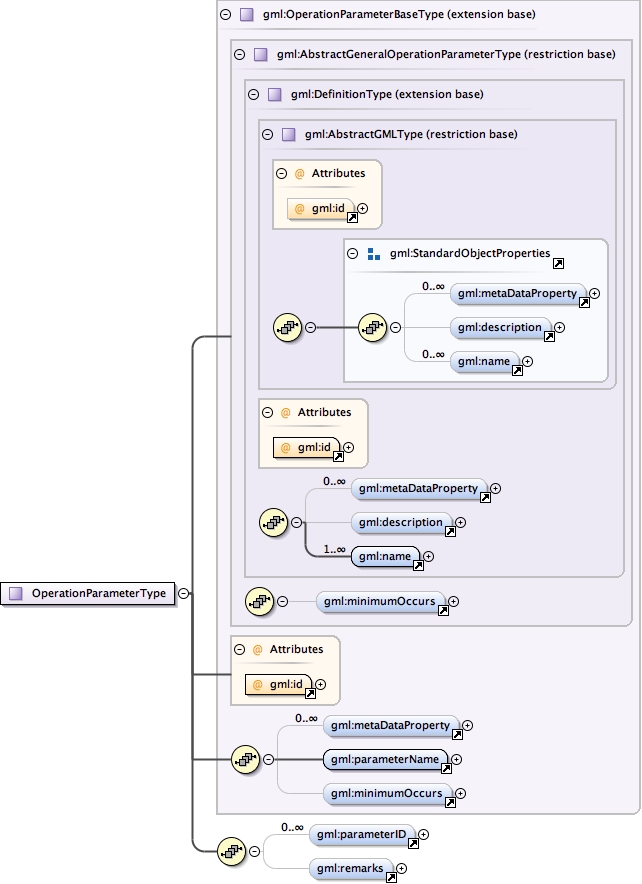 gml:OperationParameterBaseType (extension base)
gml:AbstractGeneralOperationParameterType (restriction base)
gml:DefinitionType (extension base)
gml:AbstractGMLType (restriction base)
@ Attributes
@ gml:id
gml:StandardObjectProperties
0..∞
gml:metaDataProperty
gml:description
0..∞
gml:name
@ Attributes
@ gml:id
0..∞
gml:metaDataProperty
gml:description
1..∞
gml:name
OperationParameterType
gml:minimumOccurs
@ Attributes
@ gml:id
0..∞
gml:metaDataProperty
gml:parameterName
gml:minimumOccurs
0..∞
gml:parameterID
gml:remarks